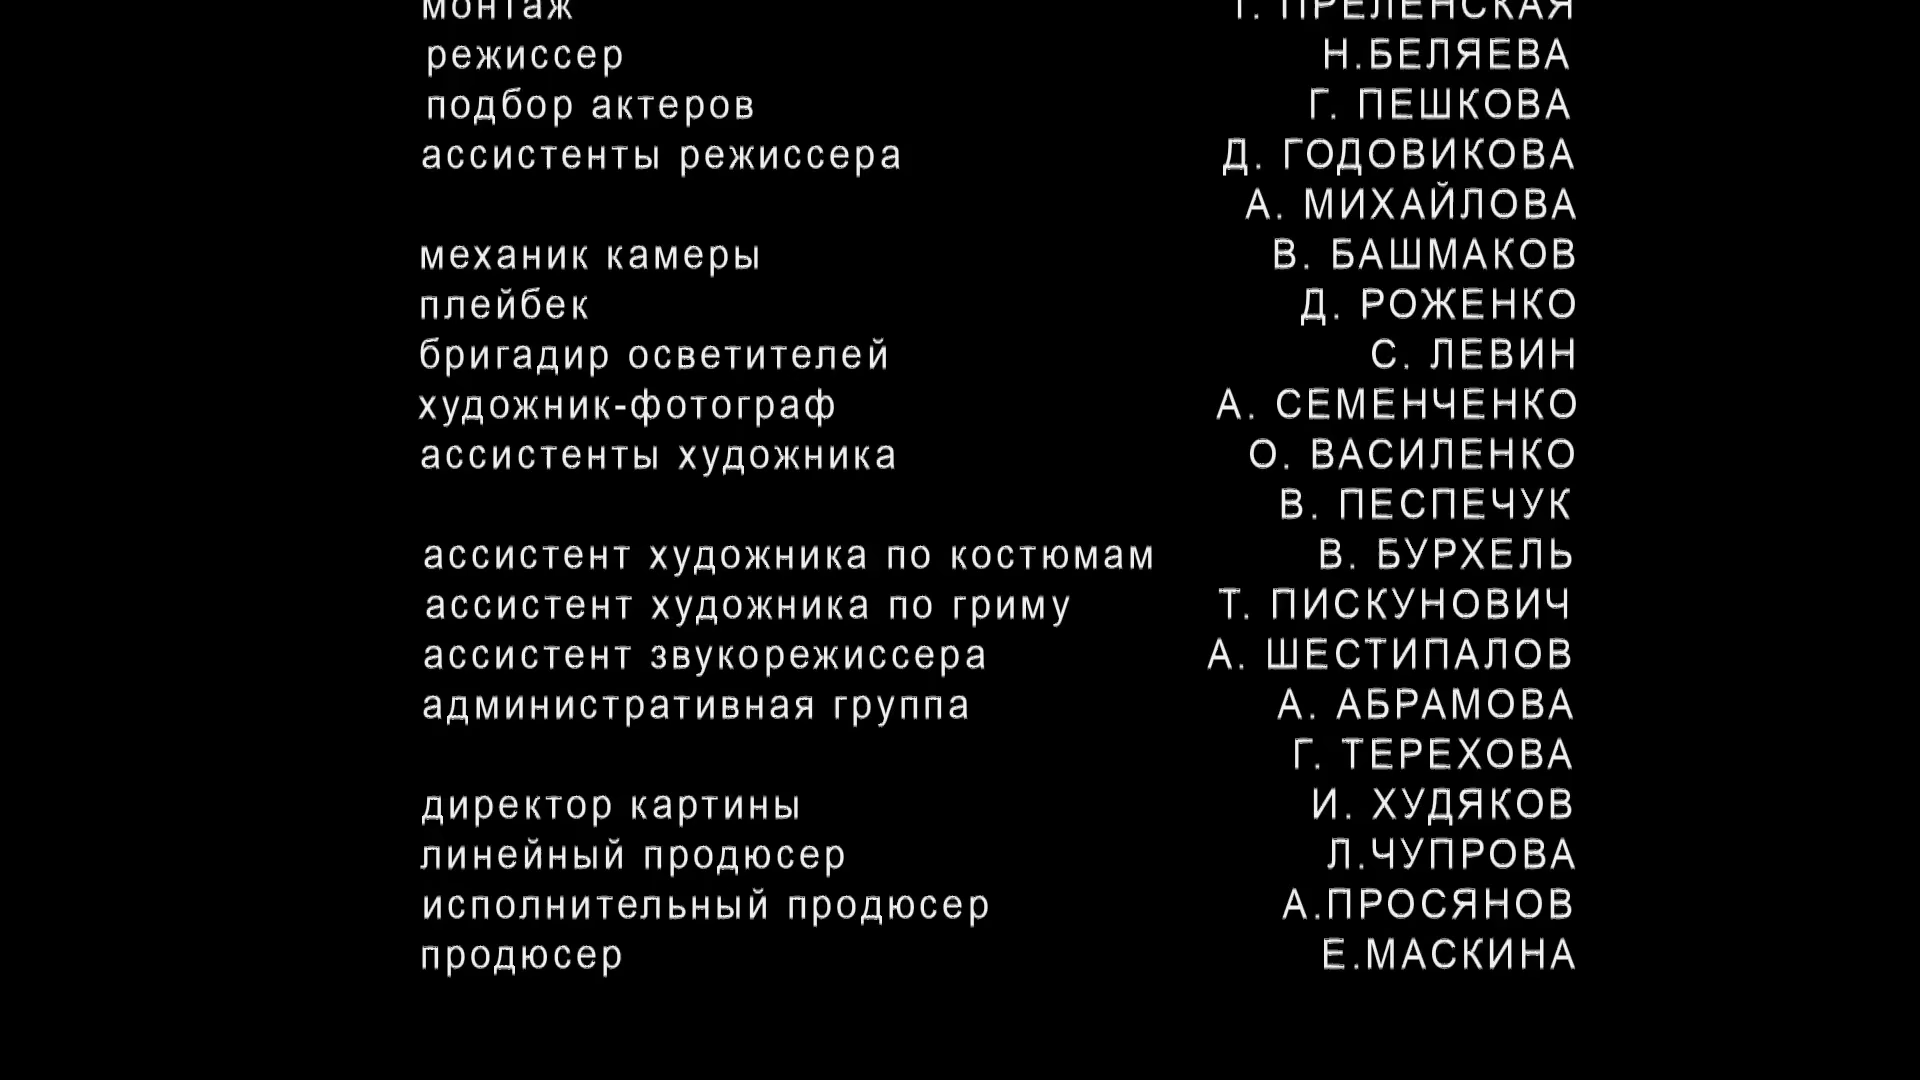 монтаж Т. ПРЕЛЕНСКАЯ
режиссер Н.БЕЛЯЕВА
подбор актеров Г. ПЕШКОВА
ассистенты режиссера Д. ГОДОВИКОВА
А. МИХАЙЛОВА
механик камеры В. БАШМАКОВ
плейбек Д. РОЖЕНКО
бригадир осветителей С. ЛЕВИН
художник-фотограф А. СЕМЕНЧЕНКО
ассистенты художника О. ВАСИЛЕНКО
В. ПЕСПЕЧУК
ассистент художника по костюмам В. БУРХЕЛЬ
ассистент художника по гриму Т. ПИСКУНОВИЧ
ассистент звукорежиссера А. ШЕСТИПАЛОВ
административная группа А. АБРАМОВА
Г. ТЕРЕХОВА
директор картины И. ХУДЯКОВ
линейный продюсер Л.ЧУПРОВА
исполнительный продюсер А.ПРОСЯНОВ
продюсер Е.МАСКИНА